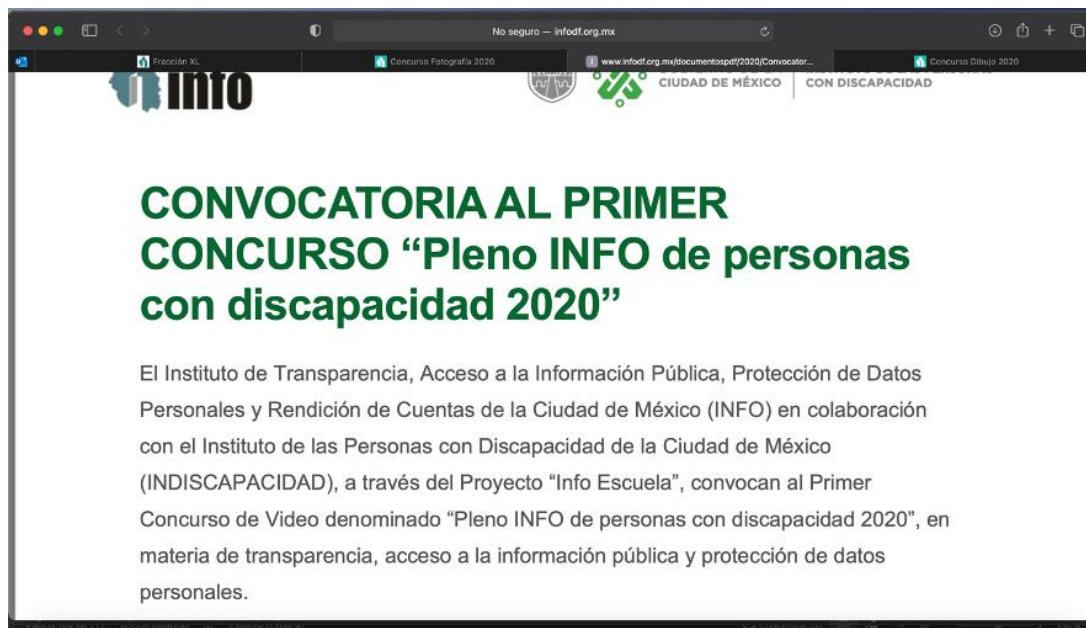 No seguro — infodf.org.mx
Fracción XL
Concurso Fotografía 2020
www.infodf.org.mx/documentospdf/2020/Convocator...
Concurso Dibujo 2020
info
CIUDAD DE MÉXICO
CON DISCAPACIDAD
CONVOCATORIA AL PRIMER
CONCURSO “Pleno INFO de personas
con discapacidad 2020”
El Instituto de Transparencia, Acceso a la Información Pública, Protección de Datos
Personales y Rendición de Cuentas de la Ciudad de México (INFO) en colaboración
con el Instituto de las Personas con Discapacidad de la Ciudad de México
(INDISCAPACIDAD), a través del Proyecto “Info Escuela”, convocan al Primer
Concurso de Video denominado “Pleno INFO de personas con discapacidad 2020”, en
materia de transparencia, acceso a la información pública y protección de datos
personales.